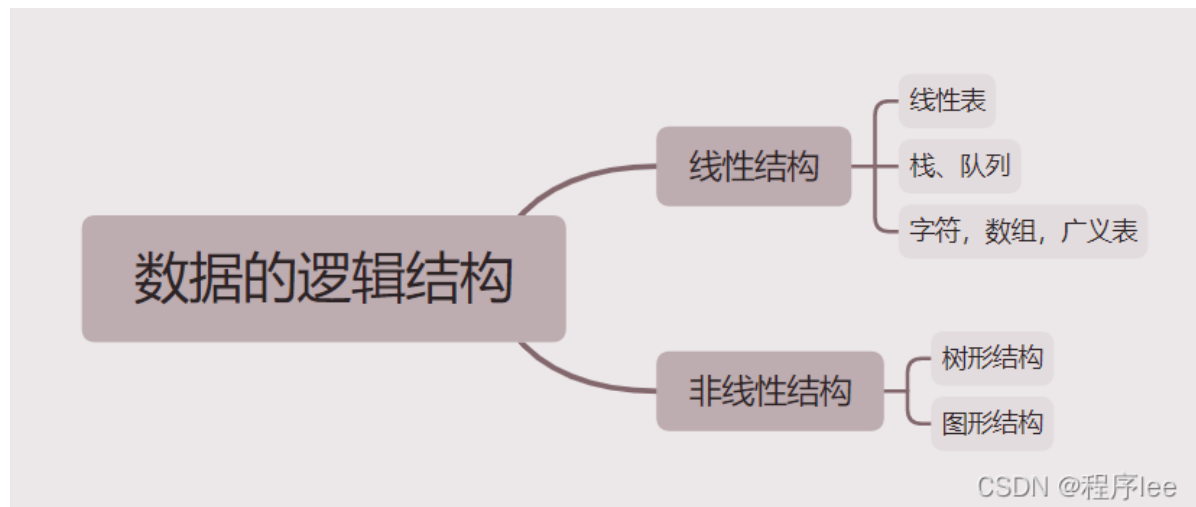 数据的逻辑结构
线性结构
线性表
栈、队列
字符，数组，广义表
非线性结构
树形结构
图形结构
CSDN @程序lee